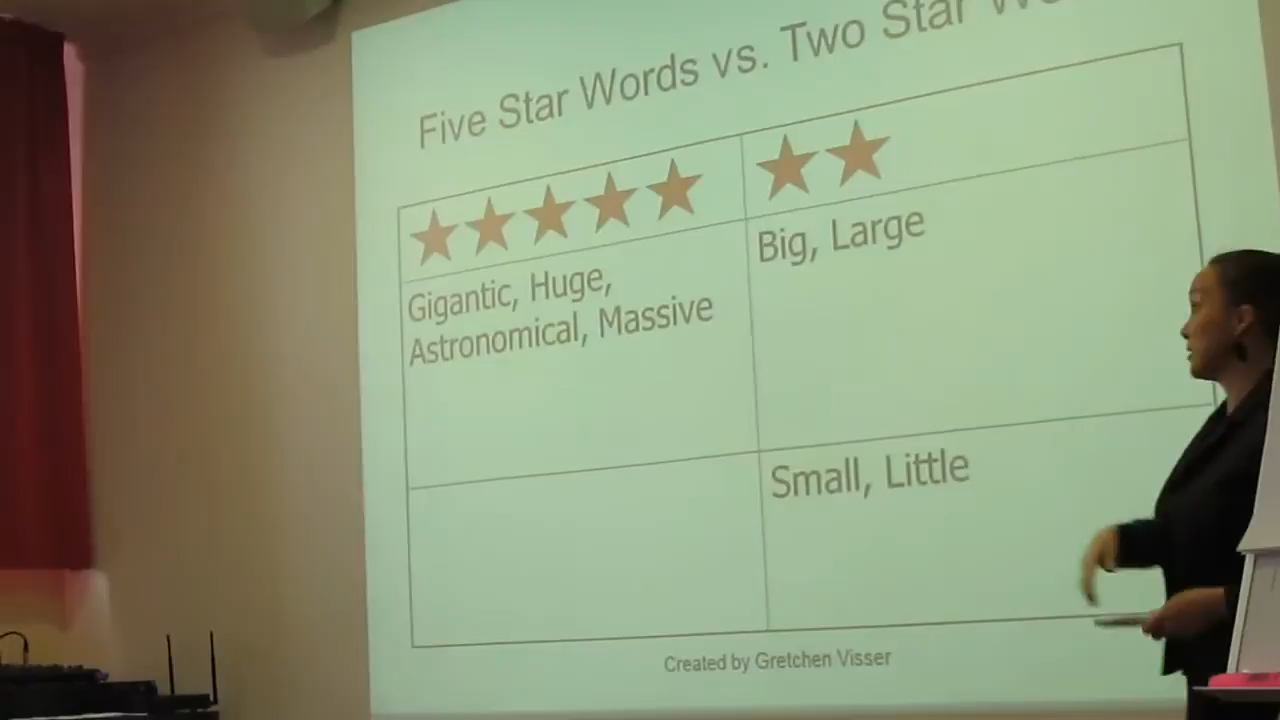 Five Star Words vs. Two Star
Gigantic, Huge,
Astronomical, Massive
Big, Large
Small, Little
Created by Gretchen Visser